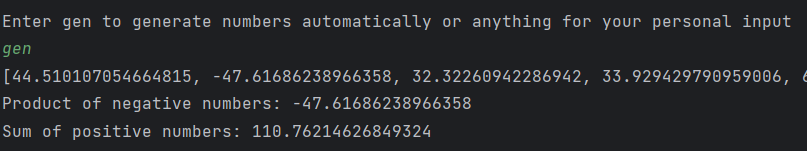 Enter gen to generate numbers automatically or anything for your personal input
gen
[44.510107054664815, -47.61686238966358, 32.32260942286942, 33.929429790959006,
Product of negative numbers: -47.61686238966358
Sum of positive numbers: 110.76214626849324